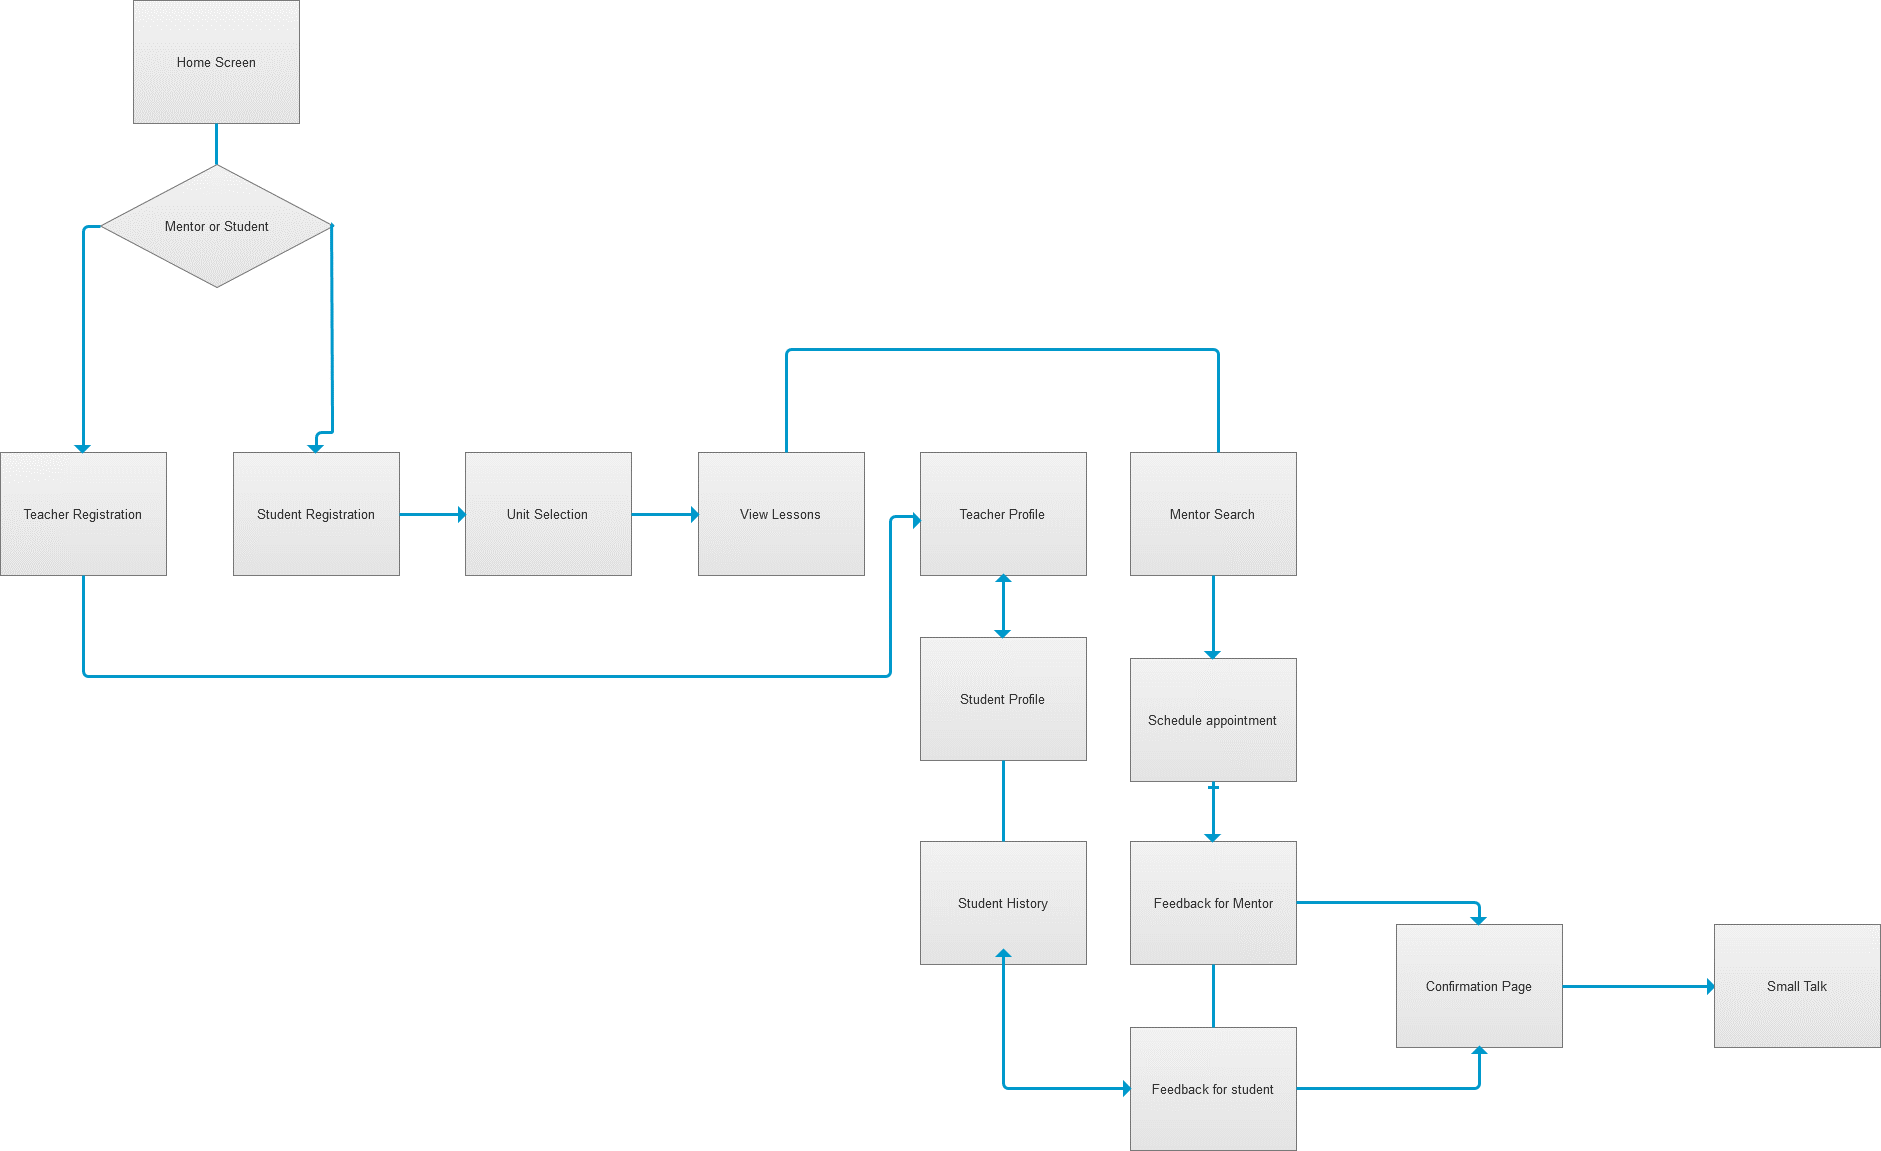 Home Screen
Mentor or Student
Teacher Registration
Student Registration
Unit Selection
View Lessons
Teacher Profile
Mentor Search
Student Profile
Schedule appointment
Student History
Feedback for Mentor
Confirmation Page
Small Talk
Feedback for student